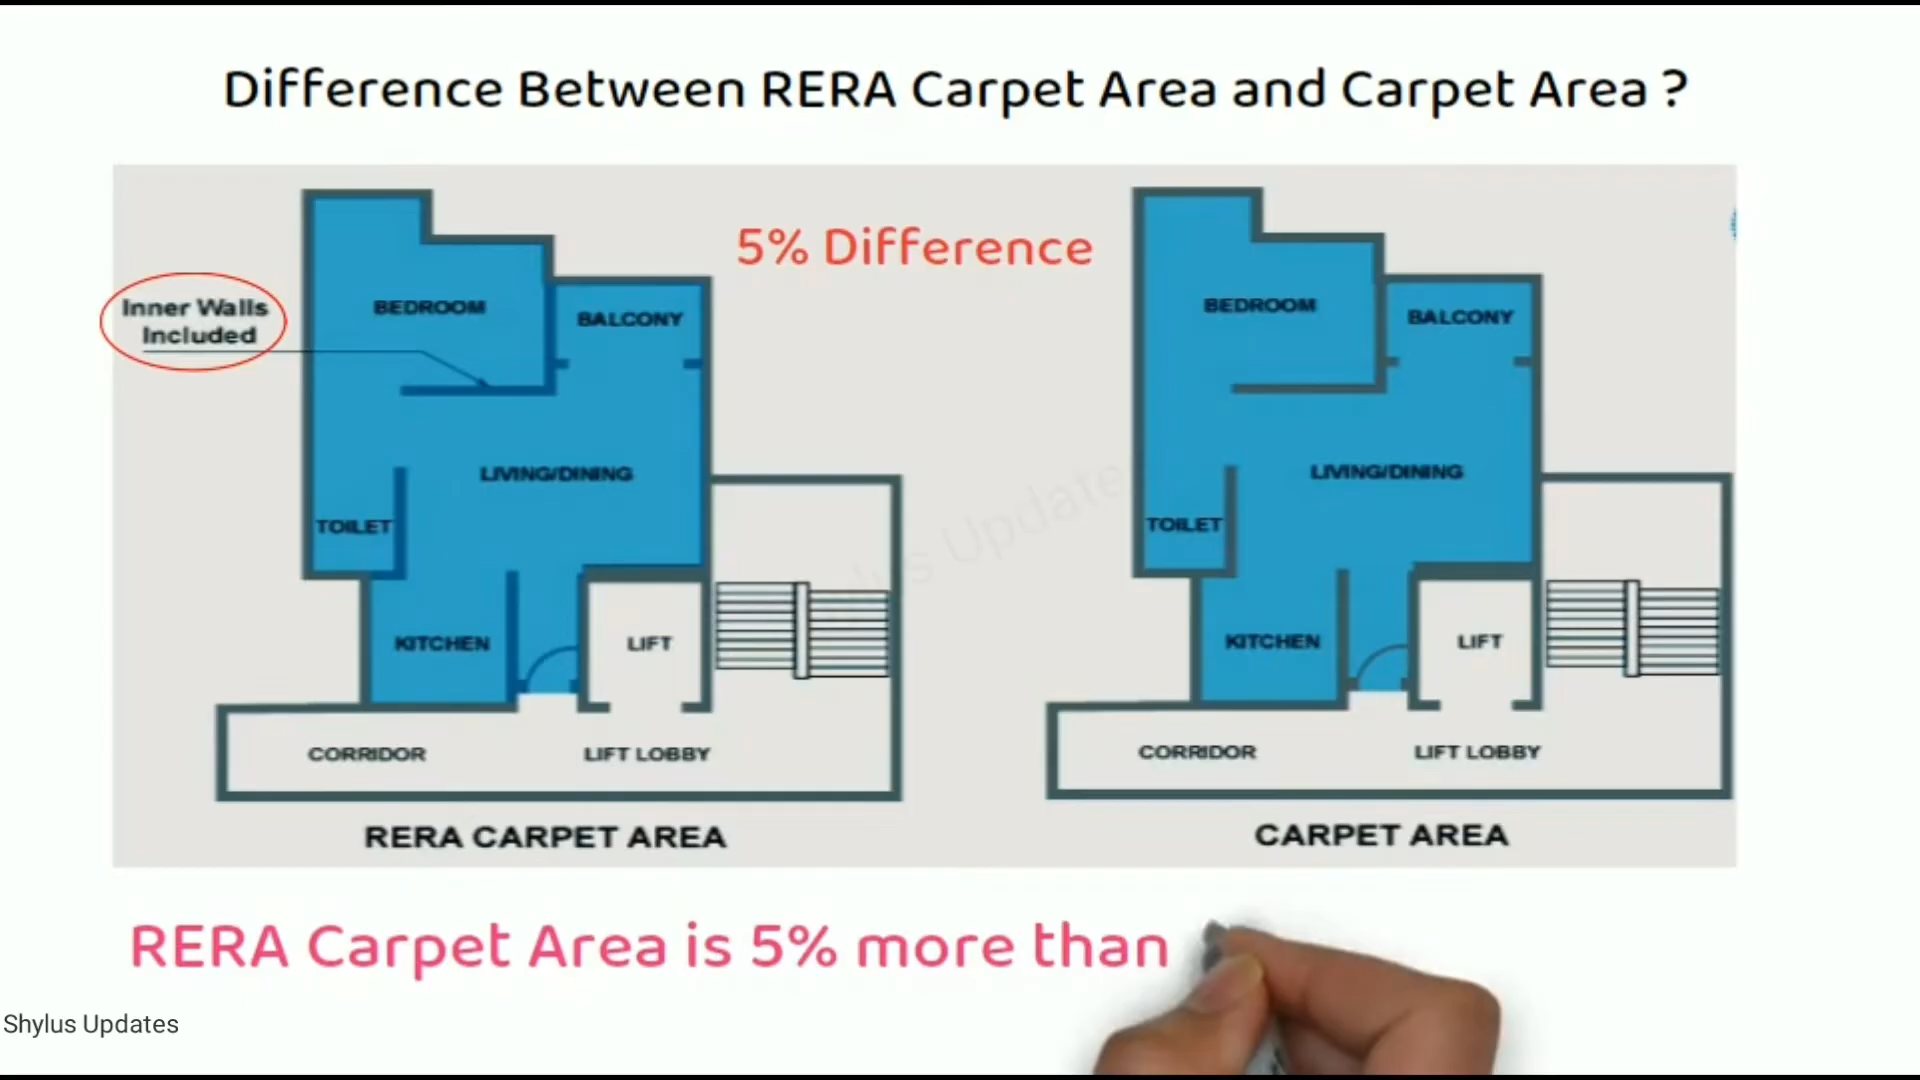 Difference Between RERA Carpet Area and Carpet Area ?
5% Difference
Inner Walls
Included
BEDROOM
BALCONY
LIVING/DINING
TOILET
KITCHEN
LIFT
CORRIDOR
LIFT LOBBY
RERA CARPET AREA
BEDROOM
BALCONY
LIVING/DINING
TOILET
KITCHEN
LIFT
CORRIDOR
LIFT LOBBY
CARPET AREA
RERA Carpet Area is 5% more than
Shylus Updates